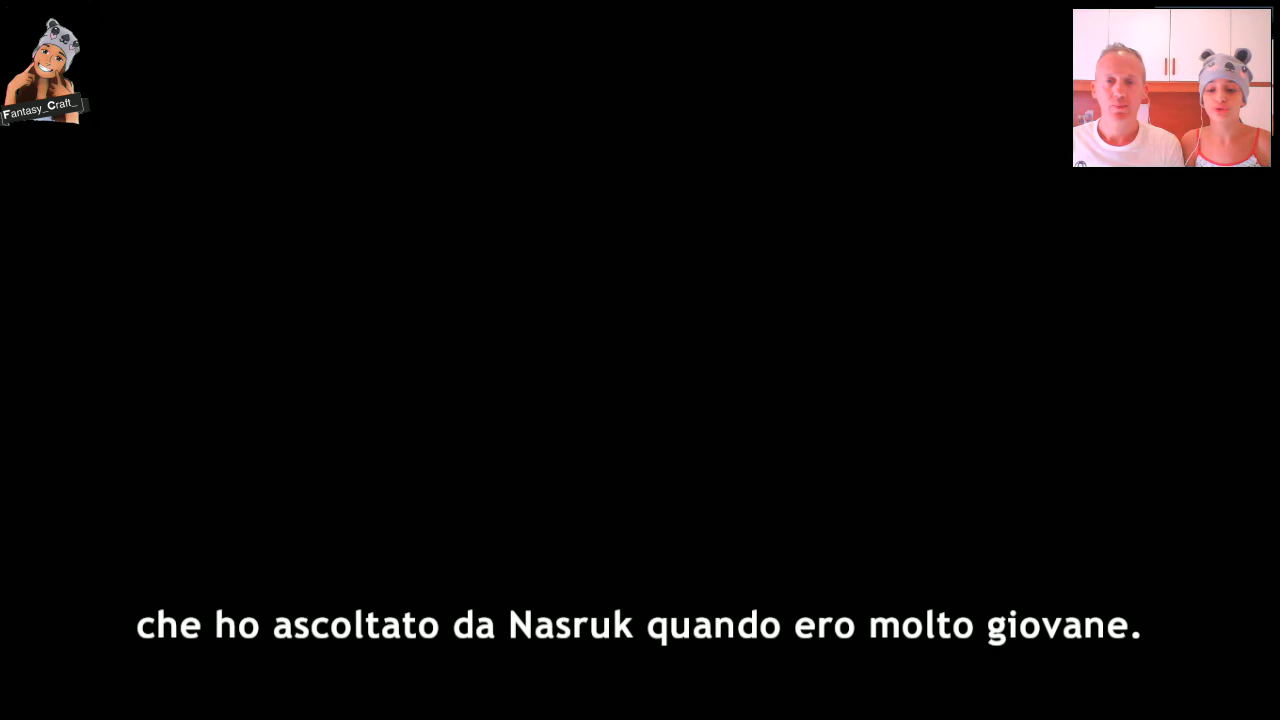 Fantasy_Craft_
che ho ascoltato da Nasruk quando ero molto giovane.